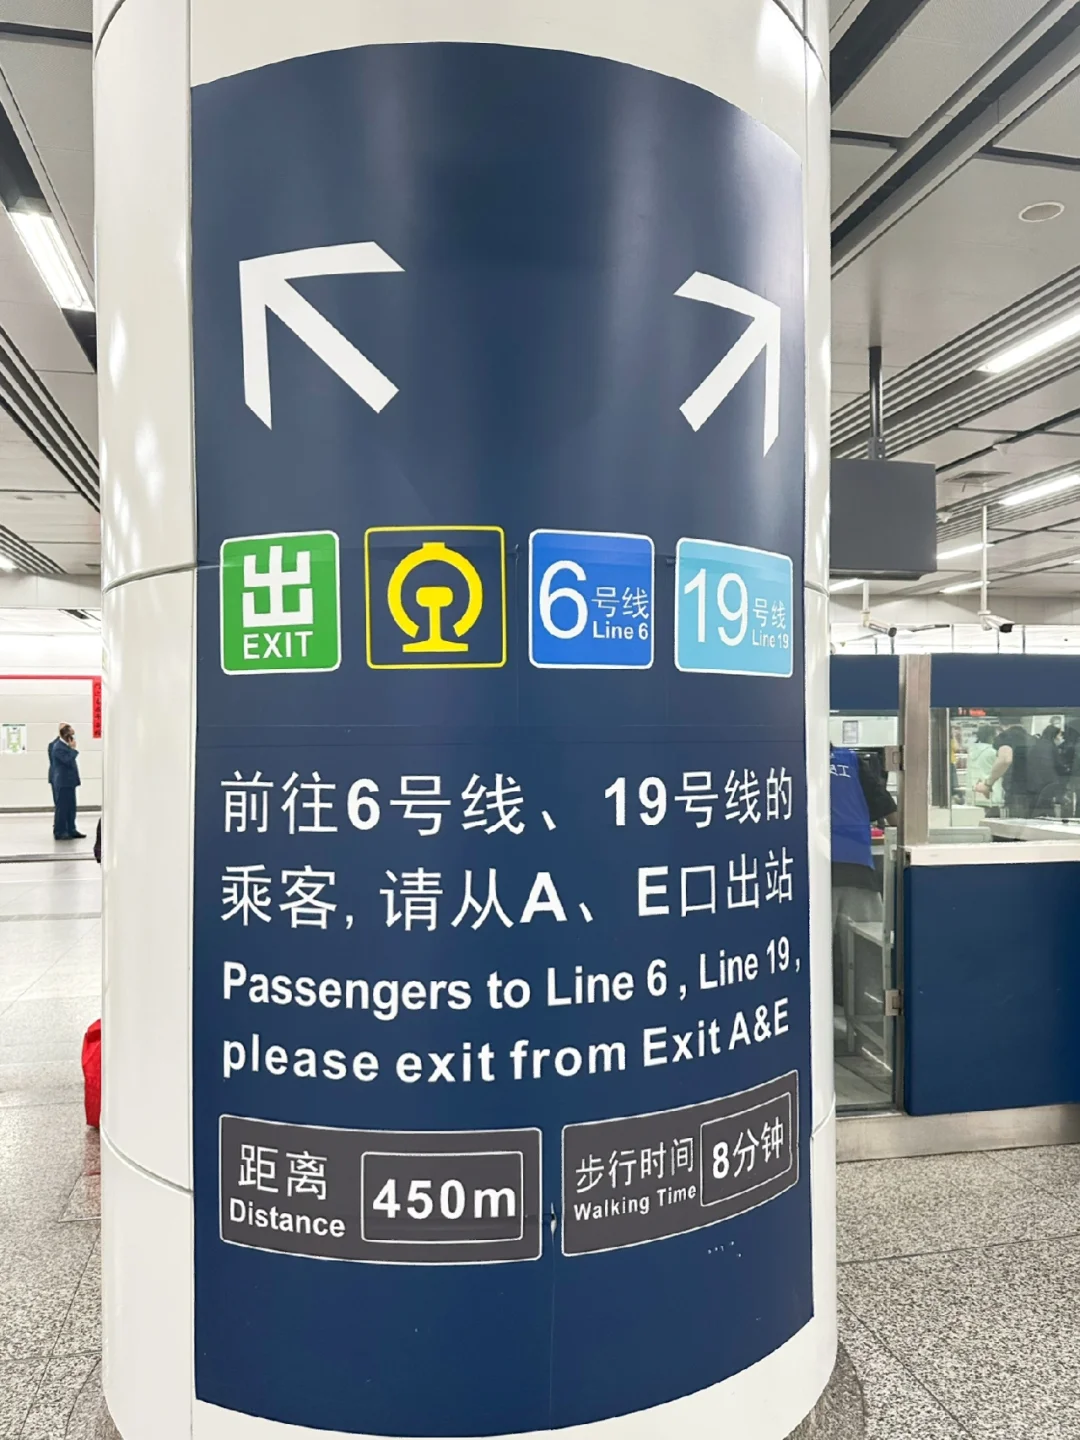 出
EXIT
6号线
Line 6
19号线
Line 19
前往6号线、19号线的
乘客,请从A、E口出站
Passengers to Line 6 , Line 19,
please exit from Exit A&E
距离
Distance
450m
步行时间
Walking Time
8分钟